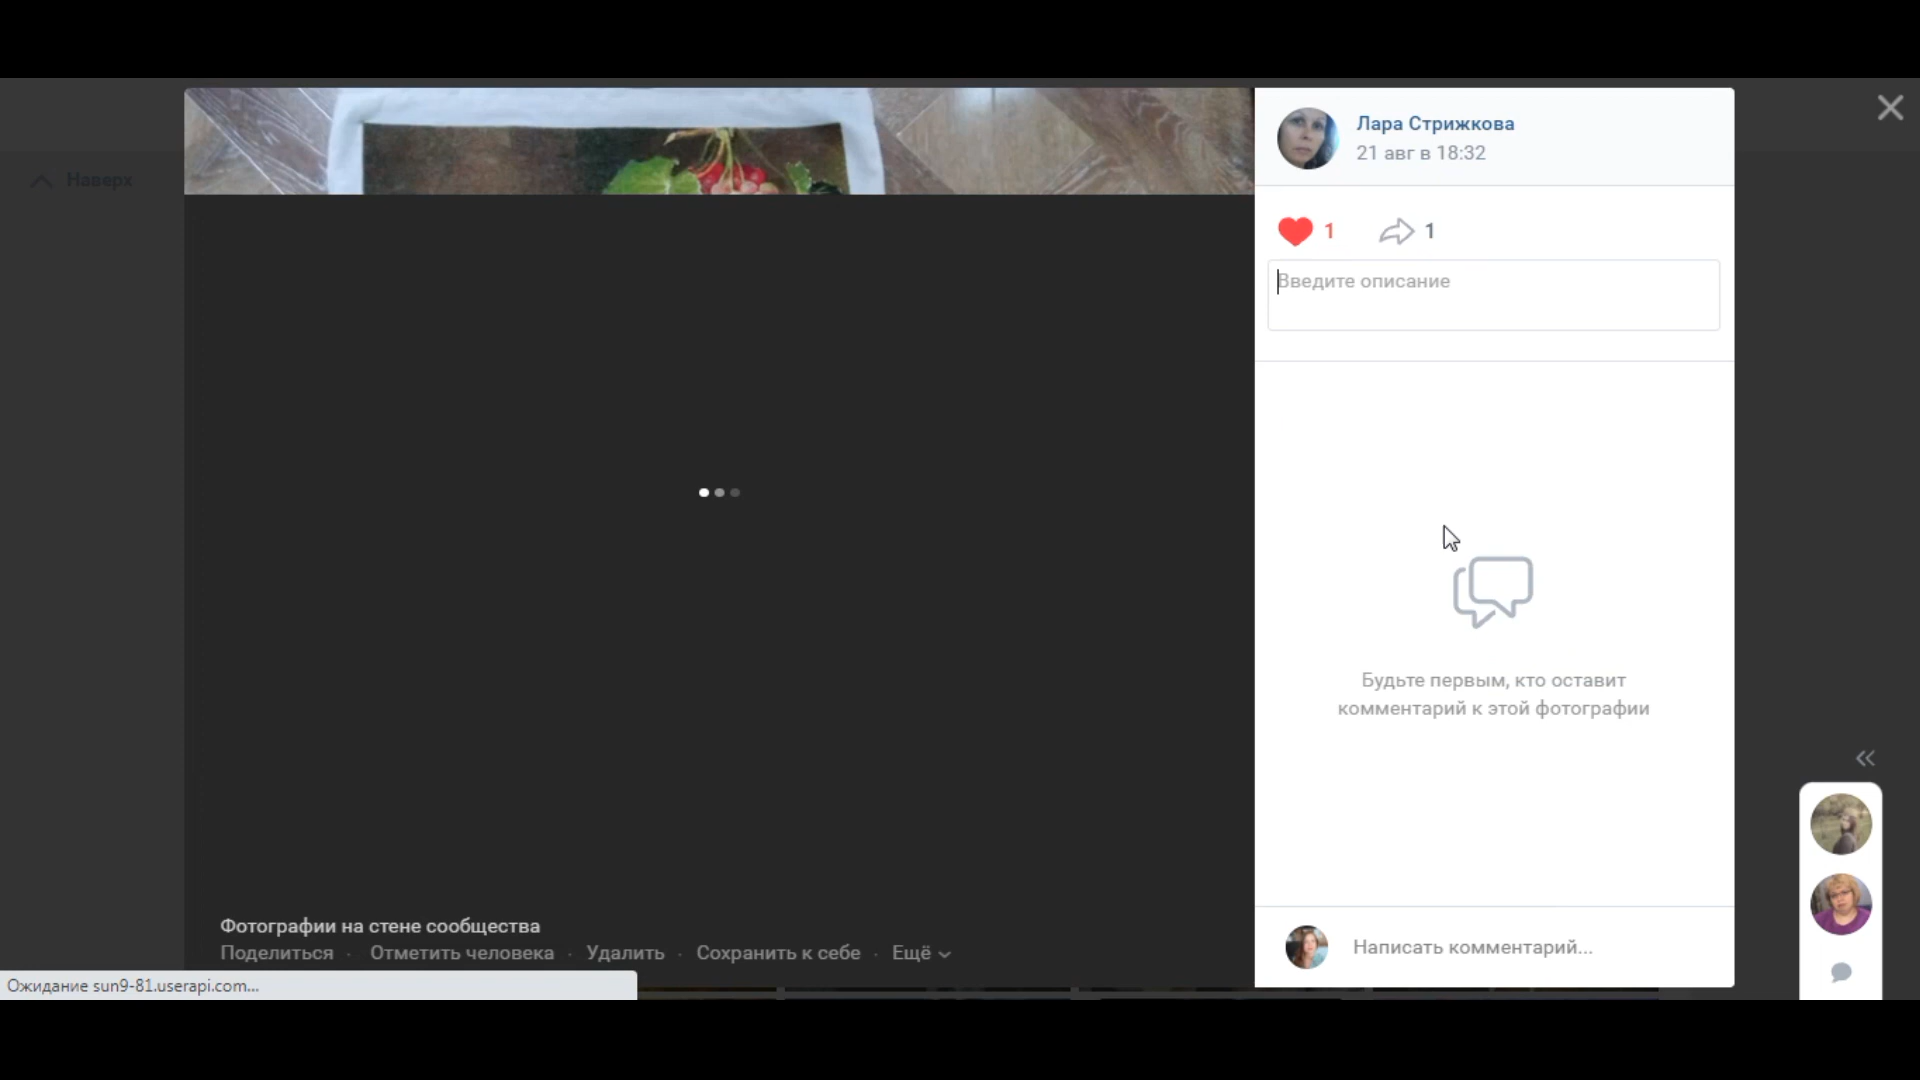 Наверх
Лара Стрижкова
21 авг в 18:32
1
1
Введите описание
Будьте первым, кто оставит
комментарий к этой фотографии
Фотографии на стене сообщества
Поделиться · Отметить человека · Удалить · Сохранить к себе · Ещё
Написать комментарий...
Ожидание sun9-81.userapi.com...